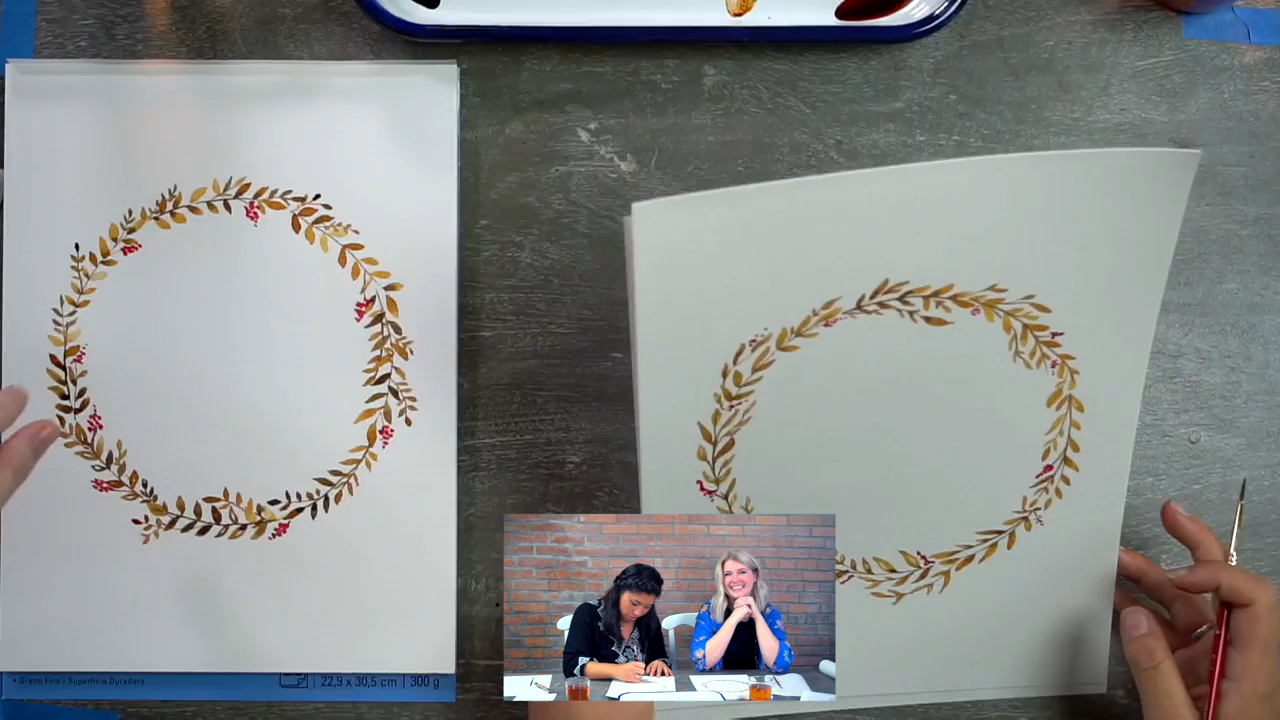 • Grano Fino / Superficie Duradera 22,9 x 30,5 cm | 300 g